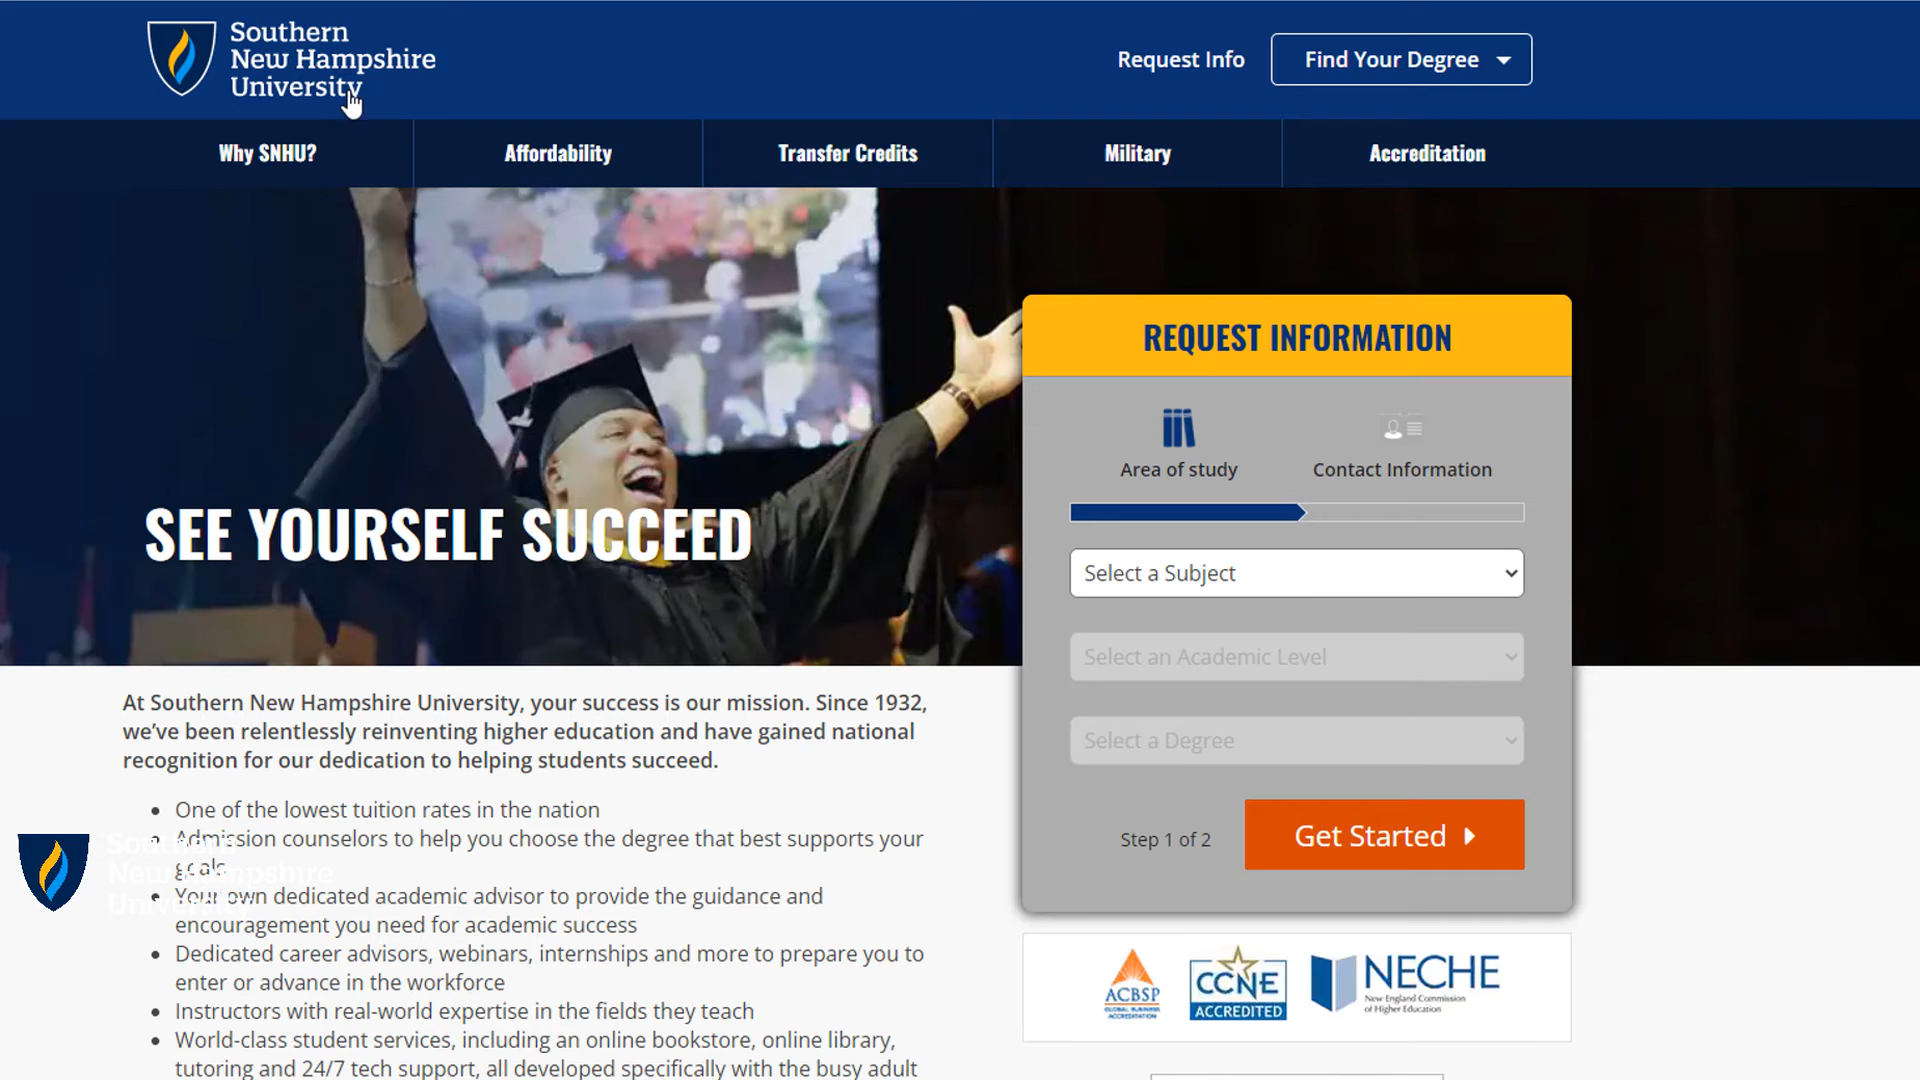 Southern
New Hampshire
University
Request Info
Find Your Degree
Why SNHU?
Affordability
Transfer Credits
Military
Accreditation
SEE YOURSELF SUCCEED
REQUEST INFORMATION
Area of study
Contact Information
Select a Subject
Select an Academic Level
Select a Degree
Step 1 of 2
Get Started
At Southern New Hampshire University, your success is our mission. Since 1932,
we've been relentlessly reinventing higher education and have gained national
recognition for our dedication to helping students succeed.
• One of the lowest tuition rates in the nation
• Admission counselors to help you choose the degree that best supports your
goals
• Your own dedicated academic advisor to provide the guidance and
encouragement you need for academic success
• Dedicated career advisors, webinars, internships and more to prepare you to
enter or advance in the workforce
• Instructors with real-world expertise in the fields they teach
• World-class student services, including an online bookstore, online library,
tutoring and 24/7 tech support, all developed specifically with the busy adult
Southern
New Hampshire
University
ACBSP
GLOBAL BUSINESS
ACCREDITATION
CCNE
ACCREDITED
NECHE
New England Commission
of Higher Education